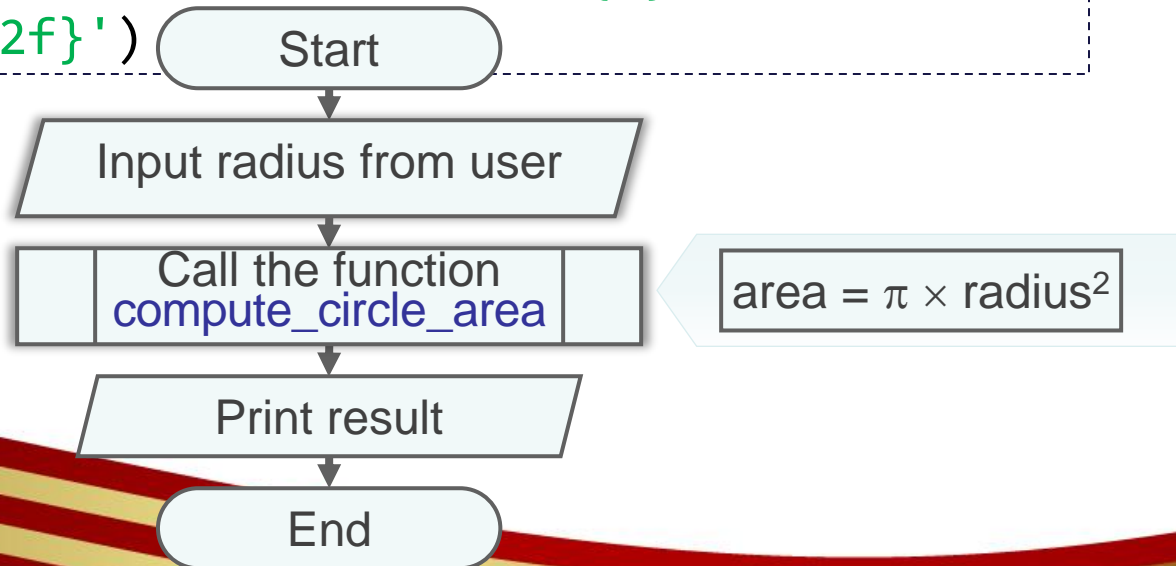 2f}')
Start
Input radius from user
Call the function
compute_circle_area
area = π × radius²
Print result
End